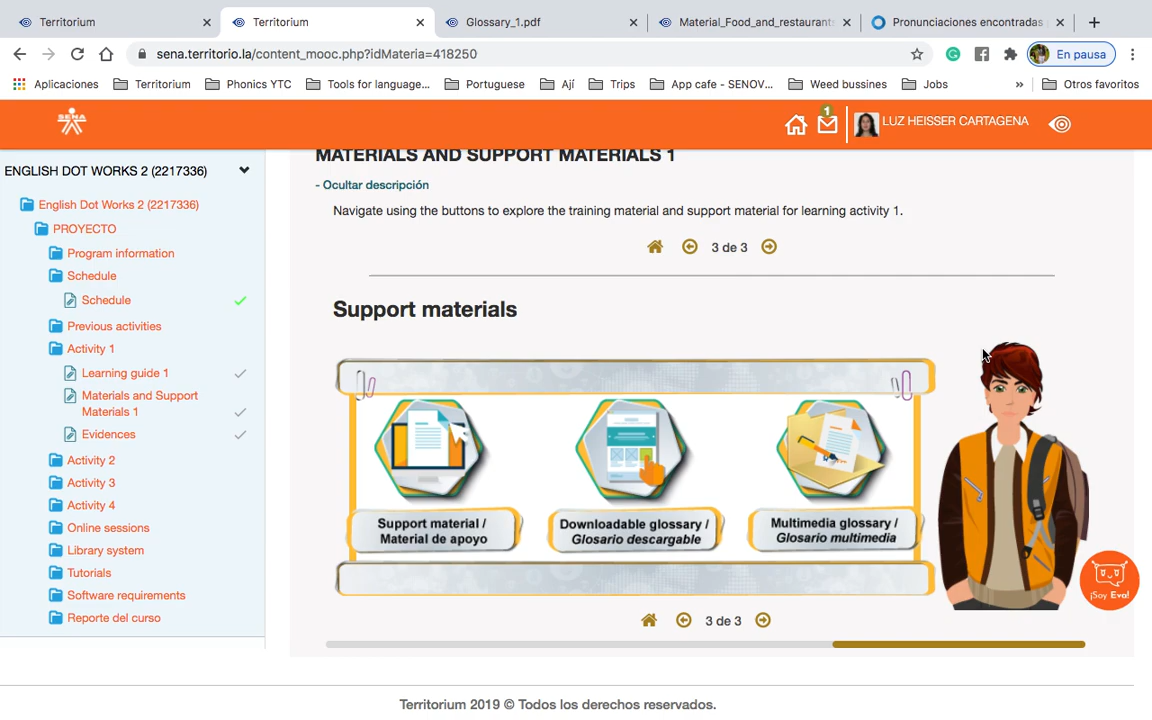 Territorium
Territorium
Glossary_1.pdf
Material_Food_and_restaurants
Pronunciaciones encontradas
sena.territorio.la/content_mooc.php?idMateria=418250
En pausa
Aplicaciones
Territorium
Phonics YTC
Tools for language...
Portuguese
Ají
Trips
App cafe - SENOV...
Weed bussines
Jobs
»
Otros favoritos
SENA
1
LUZ HEISSER CARTAGENA
ENGLISH DOT WORKS 2 (2217336)
English Dot Works 2 (2217336)
PROYECTO
Program information
Schedule
Schedule
Previous activities
Activity 1
Learning guide 1
Materials and Support
Materials 1
Evidences
Activity 2
Activity 3
Activity 4
Online sessions
Library system
Tutorials
Software requirements
Reporte del curso
MATERIALS AND SUPPORT MATERIALS 1
- Ocultar descripción
Navigate using the buttons to explore the training material and support material for learning activity 1.
3 de 3
Support materials
Support material /
Material de apoyo
Downloadable glossary /
Glosario descargable
Multimedia glossary /
Glosario multimedia
¡Soy Eva!
3 de 3
Territorium 2019 © Todos los derechos reservados.